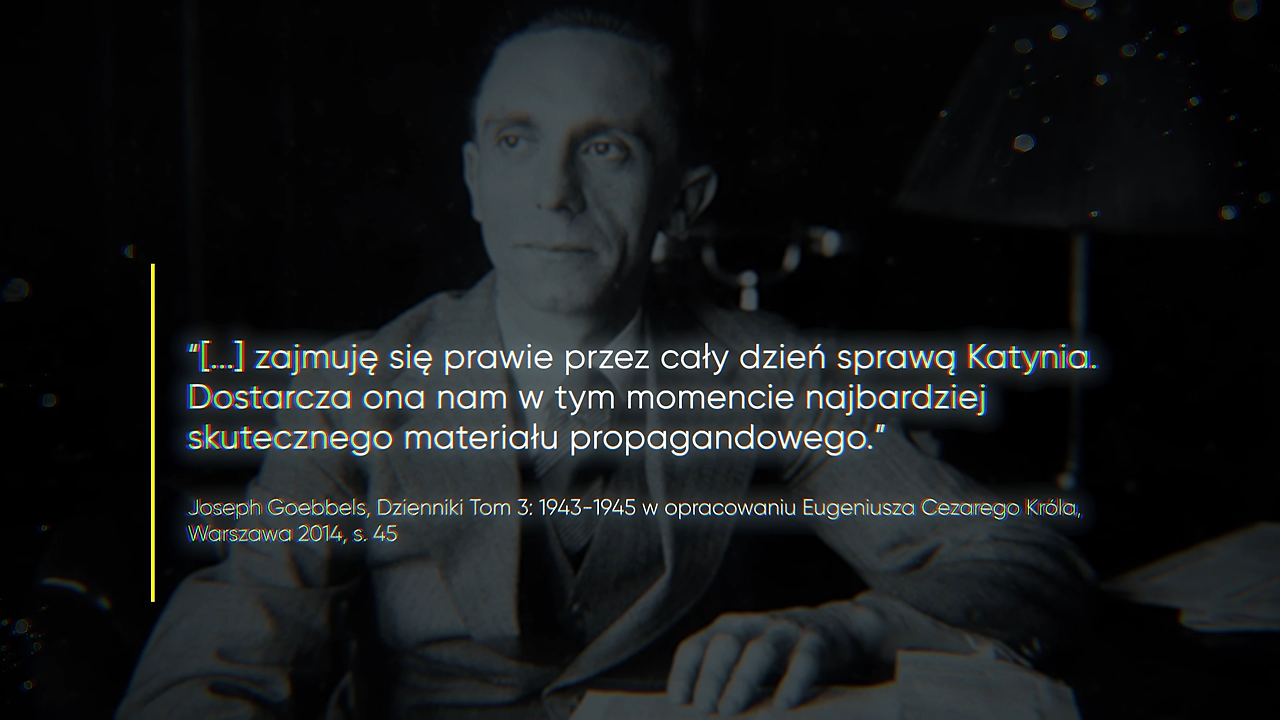 “[...] zajmuję się prawie przez cały dzień sprawą Katynia.
Dostarcza ona nam w tym momencie najbardziej
skutecznego materiału propagandowego.”
Joseph Goebbels, Dzienniki Tom 3: 1943-1945 w opracowaniu Eugeniusza Cezarego Króla,
Warszawa 2014, s. 45